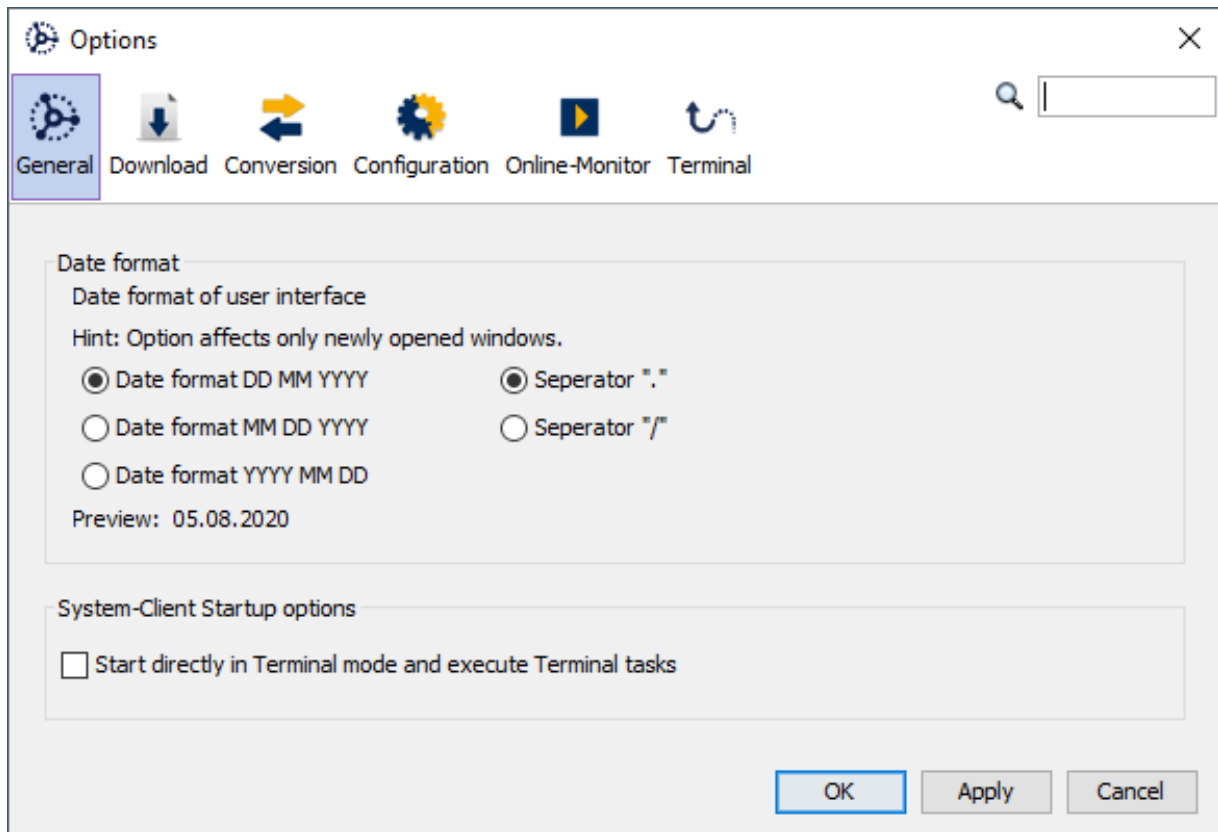 Options
General Download Conversion Configuration Online-Monitor Terminal
Date format
Date format of user interface
Hint: Option affects only newly opened windows.
Date format DD MM YYYY Seperator "."
Date format MM DD YYYY Seperator "/"
Date format YYYY MM DD
Preview: 05.08.2020
System-Client Startup options
Start directly in Terminal mode and execute Terminal tasks
OK Apply Cancel